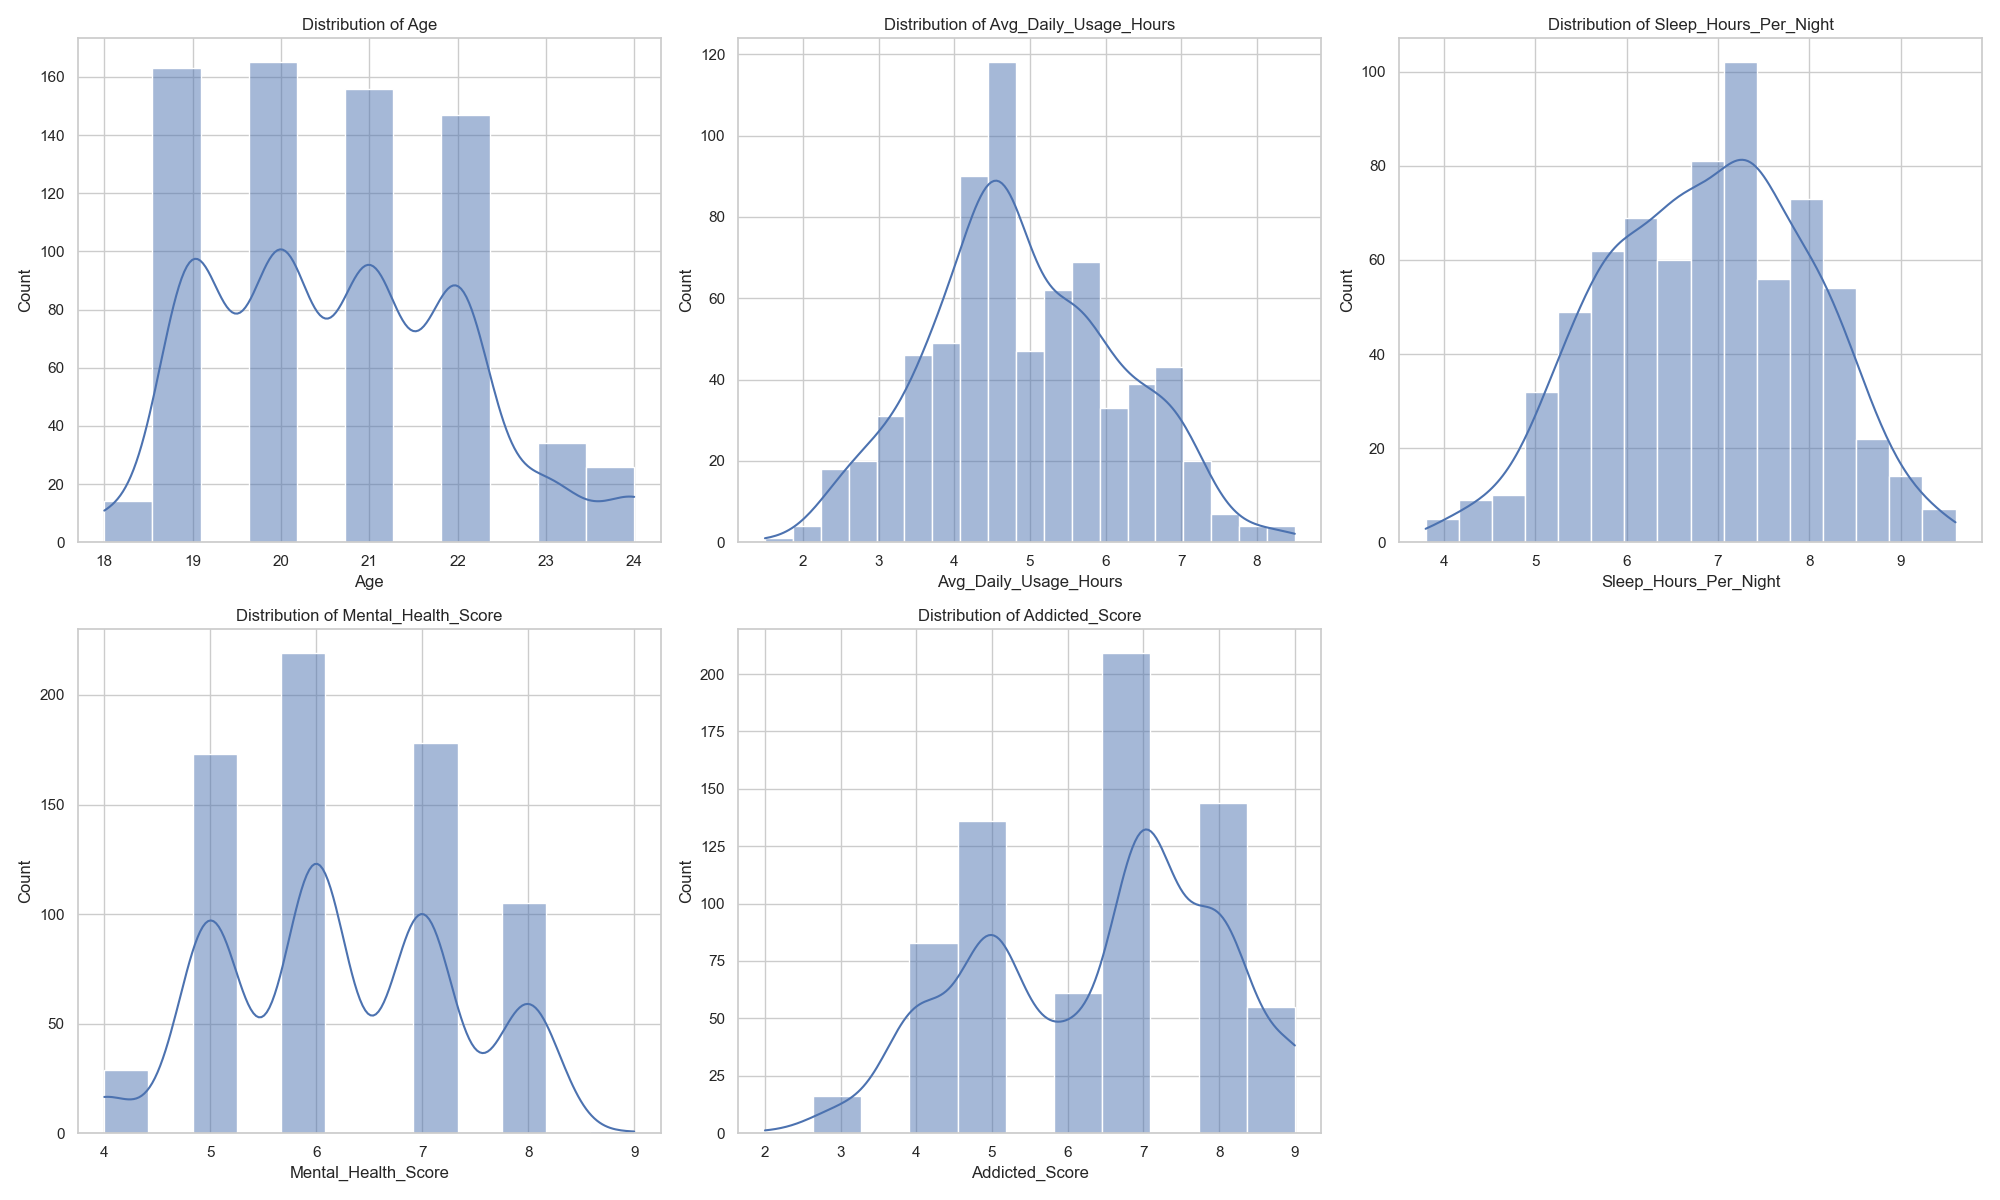 Distribution of Age
160
140
120
100
80
60
40
20
0
Count
18 19 20 21 22 23 24
Age
Distribution of Avg_Daily_Usage_Hours
120
100
80
60
40
20
0
Count
2 3 4 5 6 7 8
Avg_Daily_Usage_Hours
Distribution of Sleep_Hours_Per_Night
100
80
60
40
20
0
Count
4 5 6 7 8 9
Sleep_Hours_Per_Night
Distribution of Mental_Health_Score
200
150
100
50
0
Count
4 5 6 7 8 9
Mental_Health_Score
Distribution of Addicted_Score
200
175
150
125
100
75
50
25
0
Count
2 3 4 5 6 7 8 9
Addicted_Score